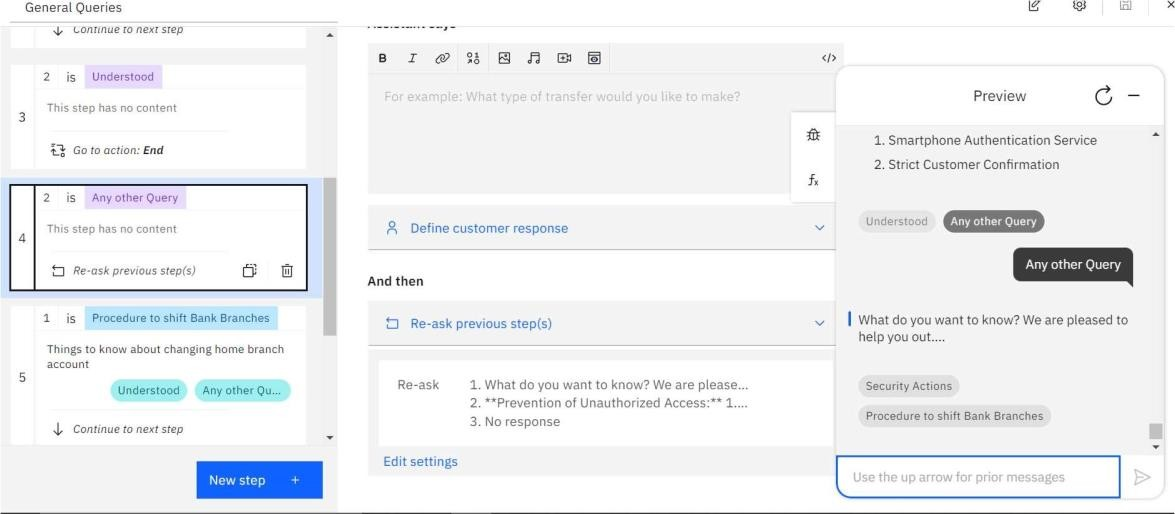 General Queries
Continue to next step
3
2 is Understood
This step has no content
Go to action: End
4
2 is Any other Query
This step has no content
Re-ask previous step(s)
5
1 is Procedure to shift Bank Branches
Things to know about changing home branch
account
Understood Any other Qu...
Continue to next step
New step +
Assistant says
B I </>
For example: What type of transfer would you like to make?
fx
Define customer response
And then
Re-ask previous step(s)
Re-ask
1. What do you want to know? We are please...
2. **Prevention of Unauthorized Access:** 1....
3. No response
Edit settings
Preview
1. Smartphone Authentication Service
2. Strict Customer Confirmation
Understood Any other Query
Any other Query
What do you want to know? We are pleased to
help you out....
Security Actions
Procedure to shift Bank Branches
Use the up arrow for prior messages